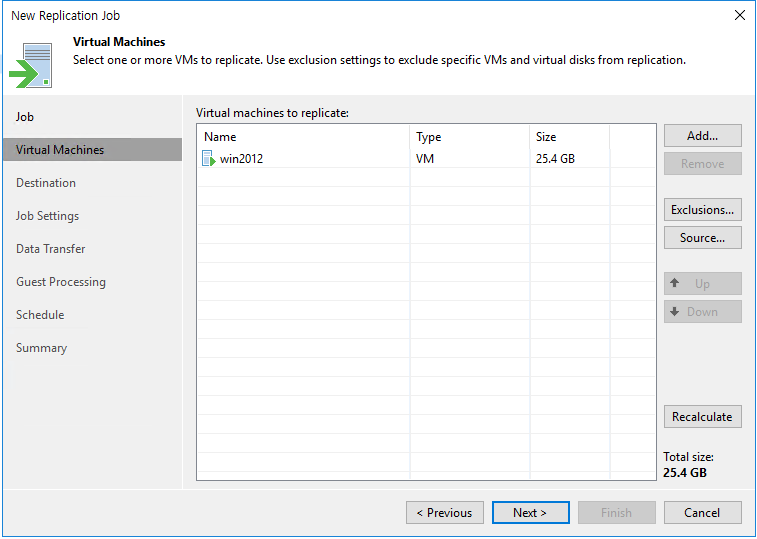 New Replication Job
Virtual Machines
Select one or more VMs to replicate. Use exclusion settings to exclude specific VMs and virtual disks from replication.
Job
Virtual Machines
Destination
Job Settings
Data Transfer
Guest Processing
Schedule
Summary
Virtual machines to replicate:
Name Type Size
win2012 VM 25.4 GB
Add...
Remove
Exclusions...
Source...
Up
Down
Recalculate
Total size:
25.4 GB
< Previous Next > Finish Cancel